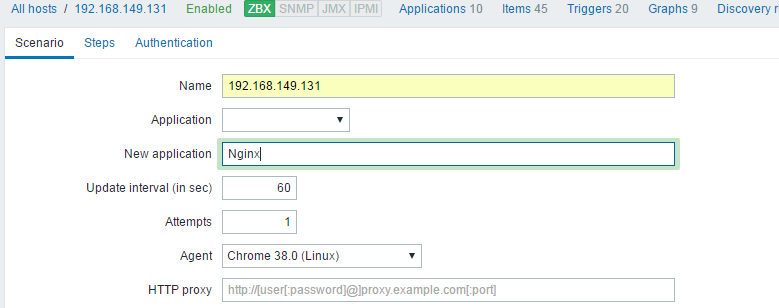 All hosts / 192.168.149.131 Enabled ZBX SNMP JMX IPMI Applications 10 Items 45 Triggers 20 Graphs 9 Discovery r
Scenario Steps Authentication
Name 192.168.149.131
Application
New application Nginx
Update interval (in sec) 60
Attempts 1
Agent Chrome 38.0 (Linux)
HTTP proxy http://[user[:password]@]proxy.example.com[:port]